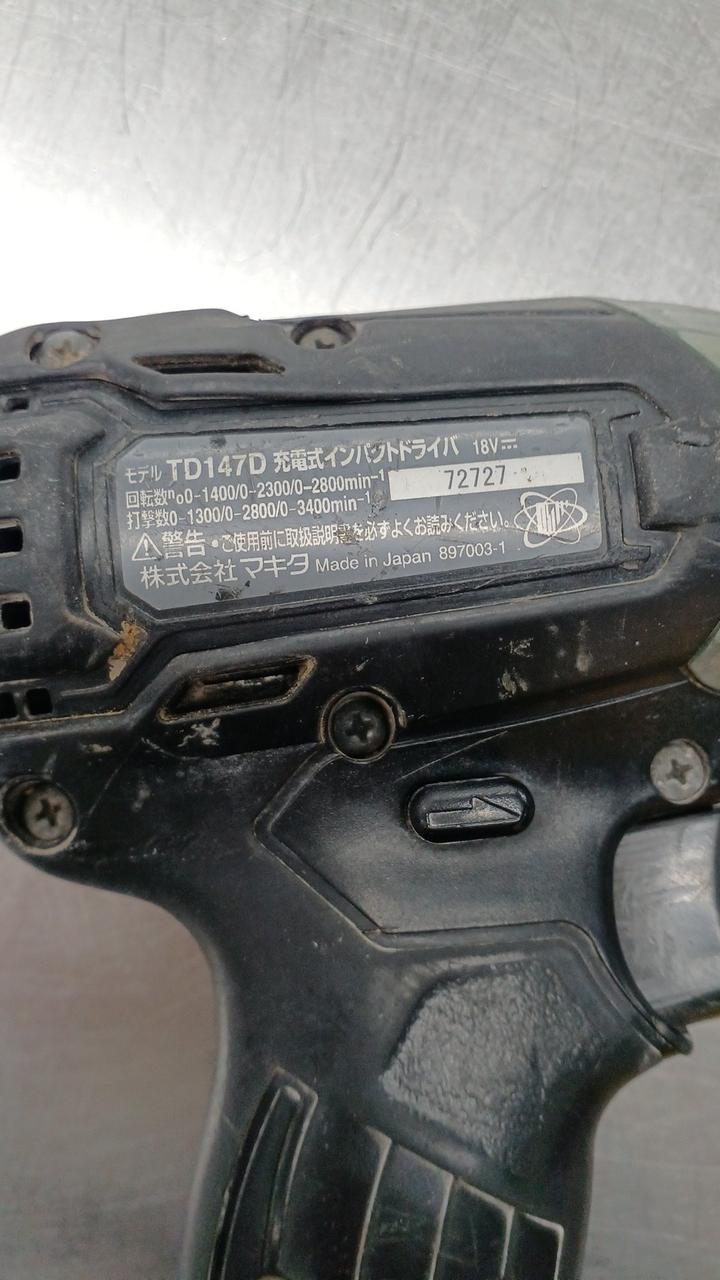 モデル TD147D 充電式インパクトドライバ 18V
回転数no0-1400/0-2300/0-2800min-1
72727
打撃数0-1300/0-2800/0-3400min-1
警告・ご使用前に取扱説明書を必ずよくお読みください。
株式会社 マキタ Made in Japan 897003-1